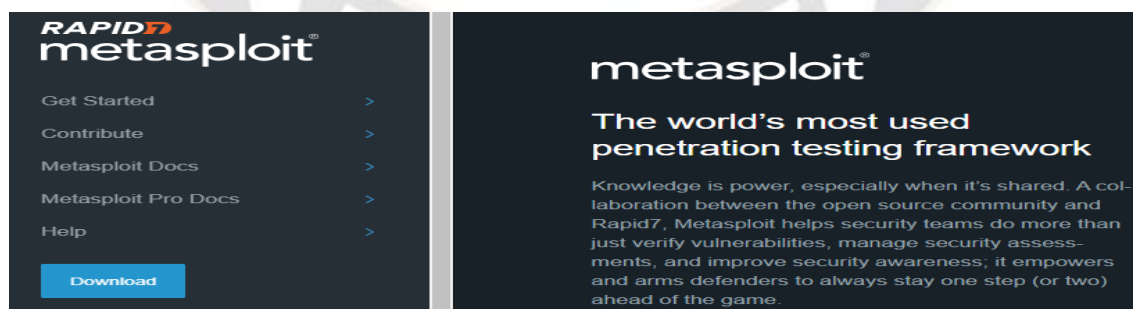 RAPID7
metasploit®
Get Started >
Contribute >
Metasploit Docs >
Metasploit Pro Docs >
Help >
Download
metasploit®
The world's most used
penetration testing framework
Knowledge is power, especially when it's shared. A col-
laboration between the open source community and
Rapid7, Metasploit helps security teams do more than
just verify vulnerabilities, manage security assess-
ments, and improve security awareness; it empowers
and arms defenders to always stay one step (or two)
ahead of the game.